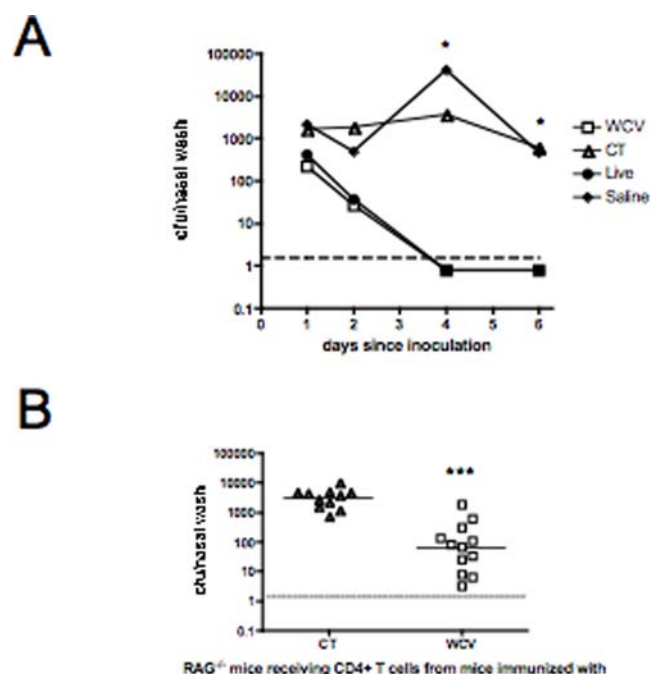 A
*
100000
10000
1000
100
10
1
0.1
cfu/nasal wash
*
WCV
CT
Live
Saline
0 1 2 3 4 5 6
days since inoculation
B
100000
10000
1000
100
10
1
0.1
cfu/nasal wash
***
CT WCV
RAG-/- mice receiving CD4+ T cells from mice immunized with